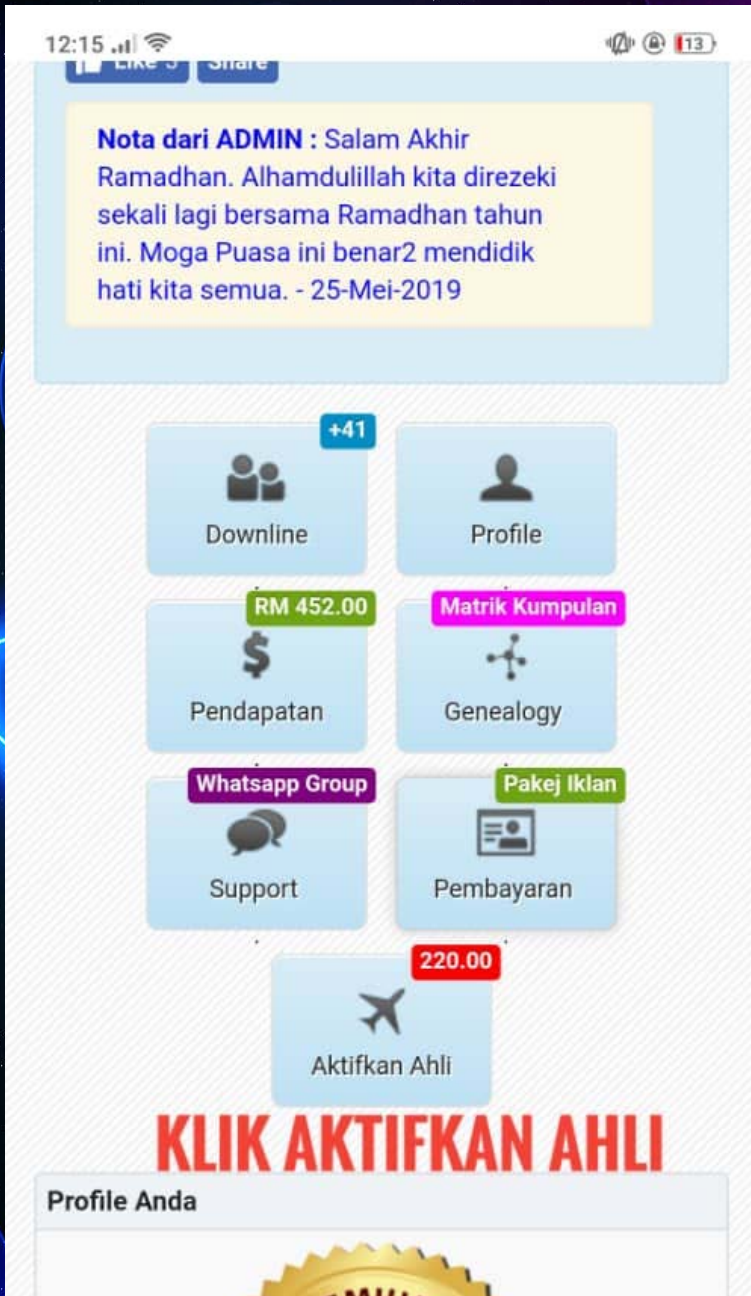 12:15
13
Like 5 Share
Nota dari ADMIN : Salam Akhir
Ramadhan. Alhamdulillah kita direzeki
sekali lagi bersama Ramadhan tahun
ini. Moga Puasa ini benar2 mendidik
hati kita semua. - 25-Mei-2019
+41
Downline
Profile
RM 452.00
Pendapatan
Matrik Kumpulan
Genealogy
Whatsapp Group
Support
Pakej Iklan
Pembayaran
220.00
Aktifkan Ahli
KLIK AKTIFKAN AHLI
Profile Anda